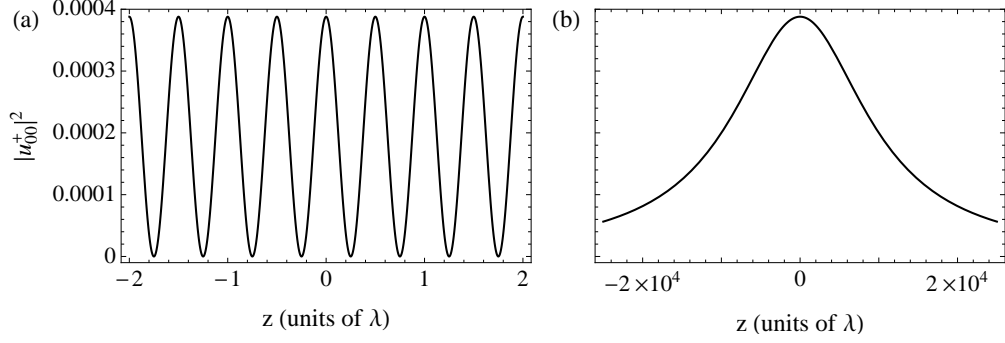 (a)
0.0004
0.0003
0.0002
0.0001
0
|u⁺₀₀|²
−2 −1 0 1 2
z (units of λ)
(b)
−2×10⁴ 0 2×10⁴
z (units of λ)